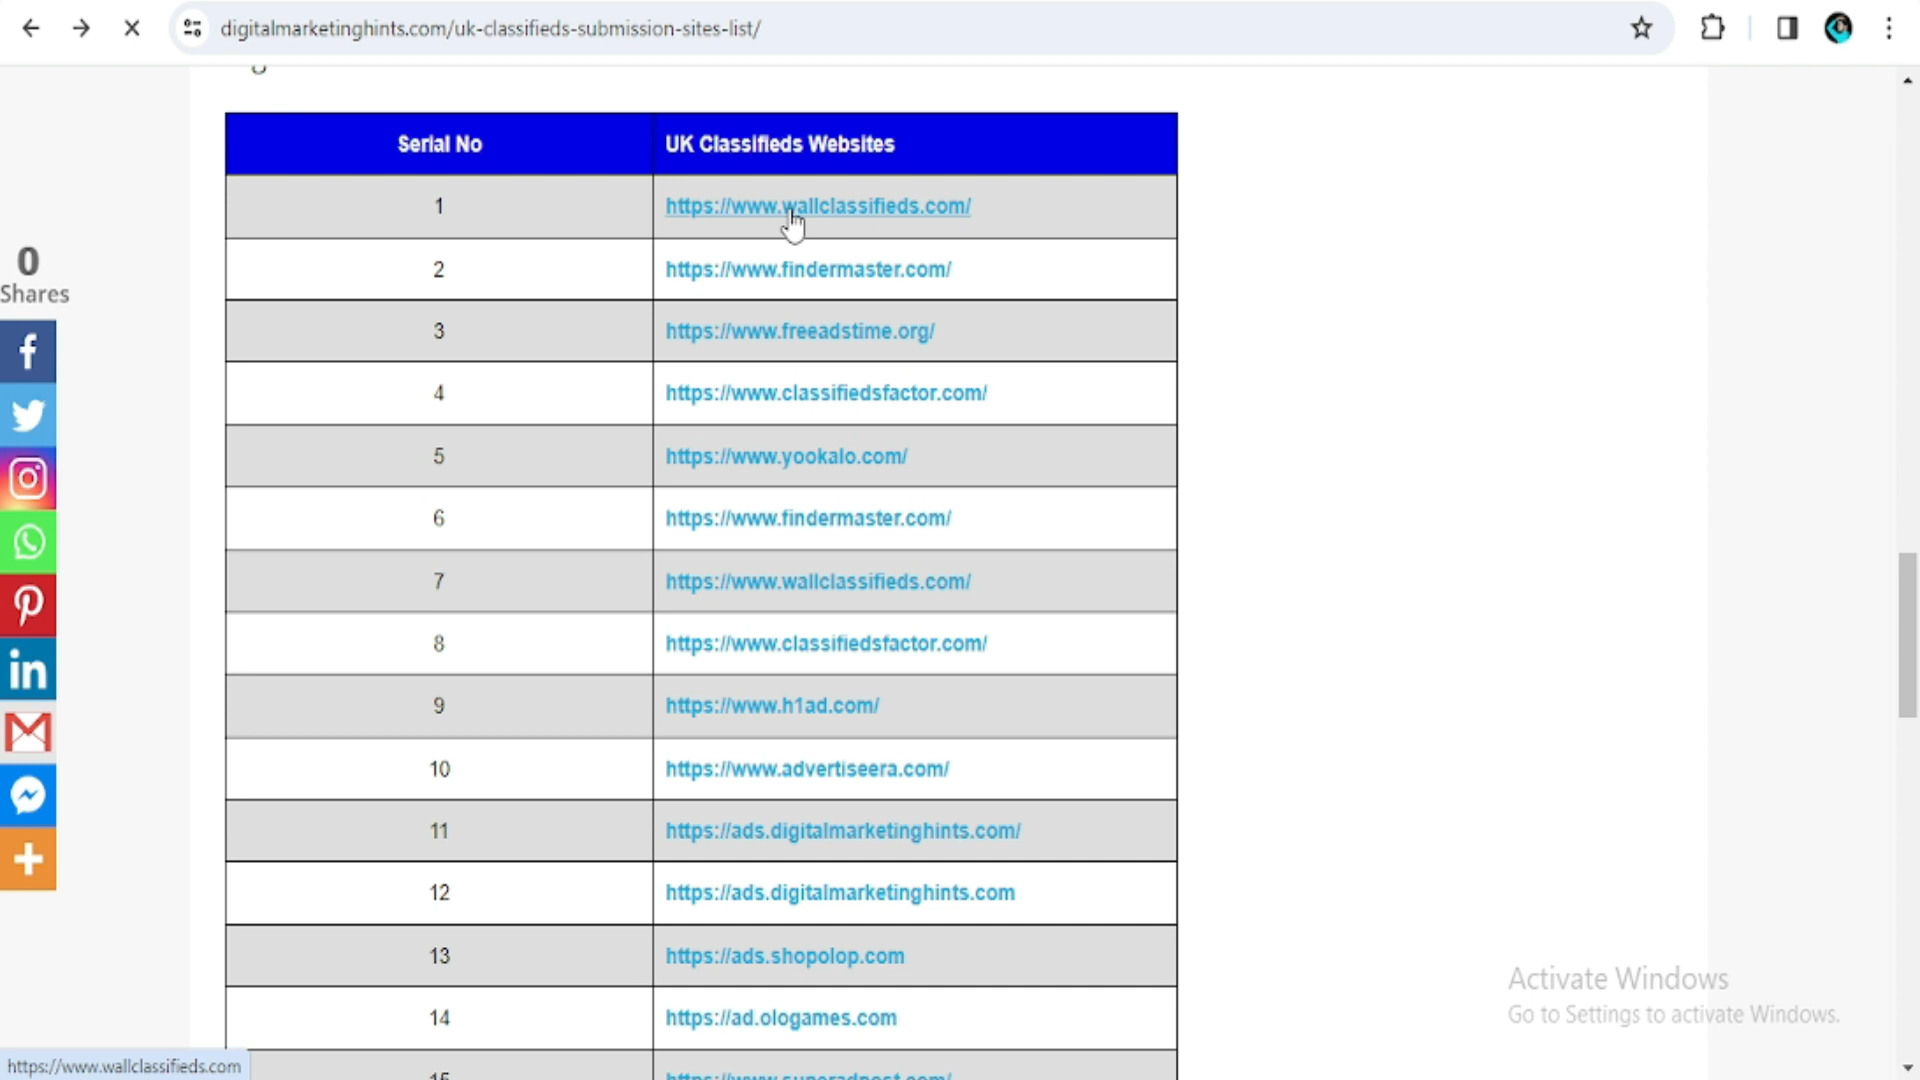 digitalmarketinghints.com/uk-classifieds-submission-sites-list/
Serial No UK Classifieds Websites
1 https://www.wallclassifieds.com/
2 https://www.findermaster.com/
3 https://www.freeadstime.org/
4 https://www.classifiedsfactor.com/
5 https://www.yookalo.com/
6 https://www.findermaster.com/
7 https://www.wallclassifieds.com/
8 https://www.classifiedsfactor.com/
9 https://www.h1ad.com/
10 https://www.advertiseera.com/
11 https://ads.digitalmarketinghints.com/
12 https://ads.digitalmarketinghints.com
13 https://ads.shopolop.com
14 https://ad.ologames.com
15 https://www.superadpost.com/
0
Shares
Activate Windows
Go to Settings to activate Windows.
https://www.wallclassifieds.com